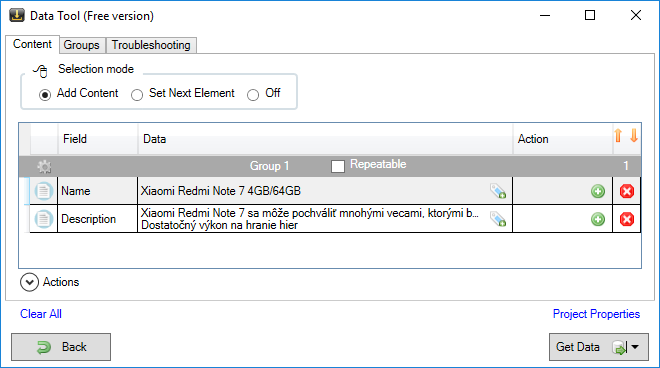 Data Tool (Free version)
Content Groups Troubleshooting
Selection mode
Add Content Set Next Element Off
Field Data Action
Group 1 Repeatable 1
Name Xiaomi Redmi Note 7 4GB/64GB
Description Xiaomi Redmi Note 7 sa môže pochváliť mnohými vecami, ktorými b...
Dostatočný výkon na hranie hier
Actions
Clear All Project Properties
Back Get Data